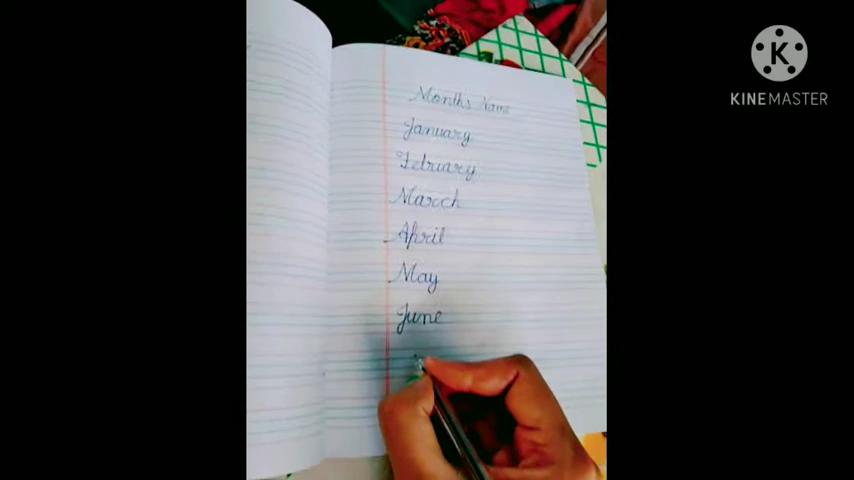 Months Name
January
February
March
April
May
June
K
KINEMASTER